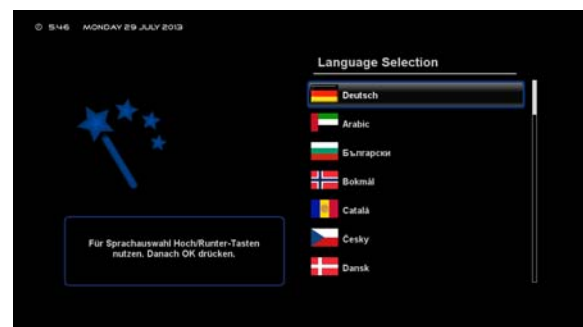 5:46 MONDAY 29 JULY 2013
Language Selection
Deutsch
Arabic
Български
Bokmål
Català
Česky
Dansk
Für Sprachauswahl Hoch/Runter-Tasten
nutzen. Danach OK drücken.